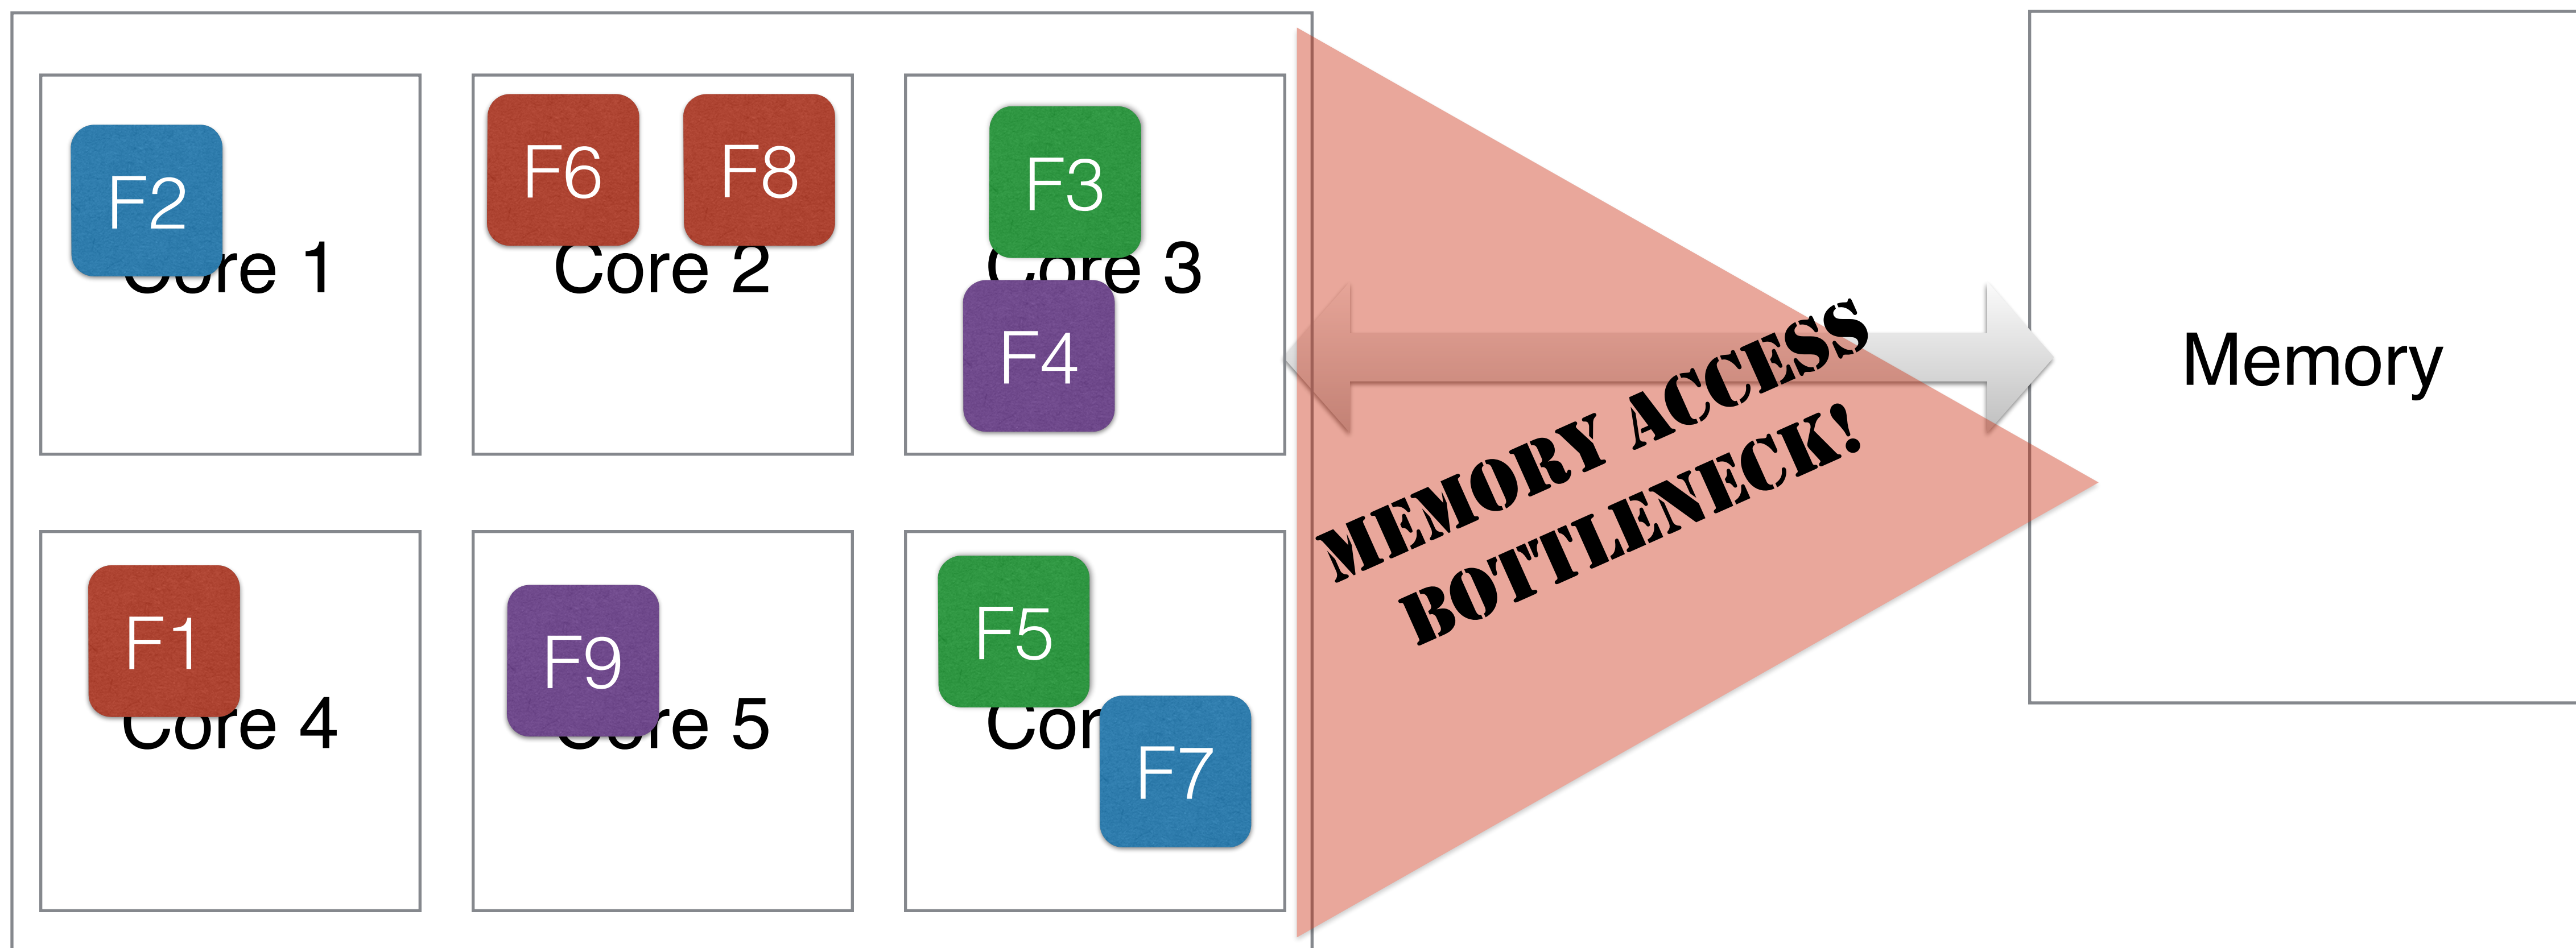 F2
Core 1
F6
F8
Core 2
F3
Core 3
F4
MEMORY ACCESS
BOTTLENECK!
Memory
F1
Core 4
F9
Core 5
F5
F7